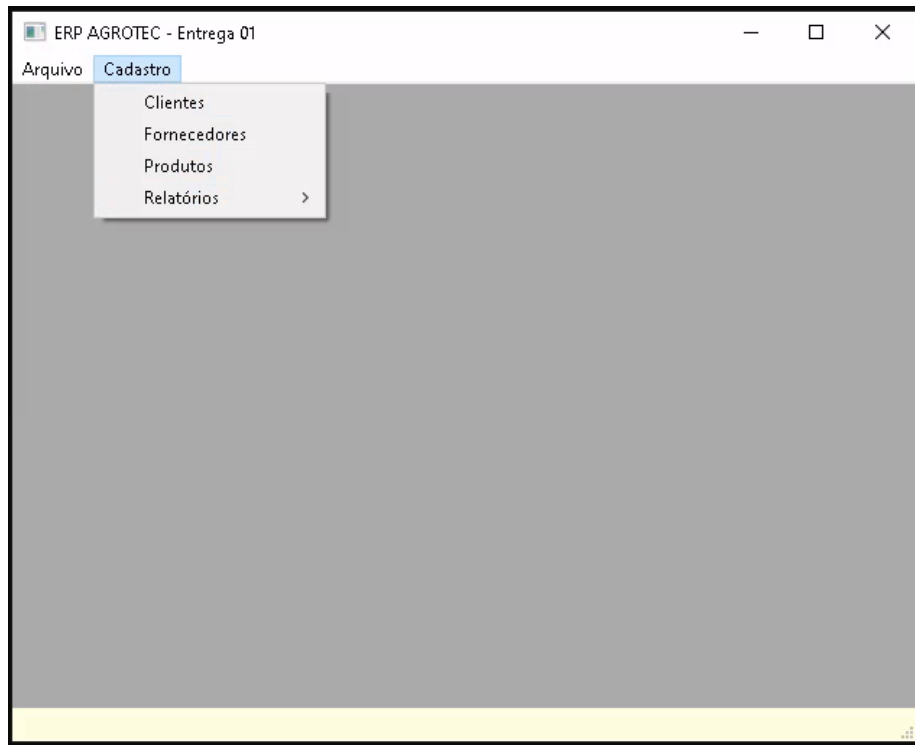 ERP AGROTEC - Entrega 01
Arquivo Cadastro
Clientes
Fornecedores
Produtos
Relatórios